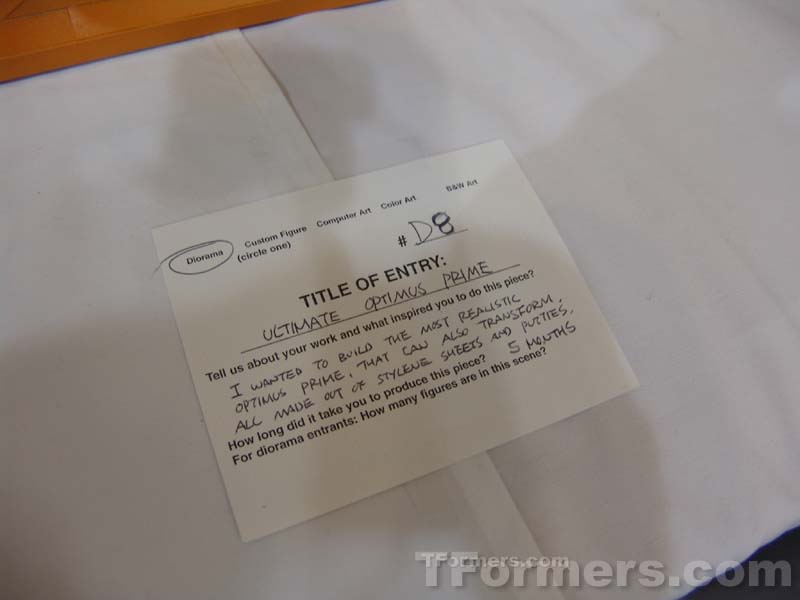 Diorama Custom Figure Computer Art Color Art B&W Art
(circle one)
# D8
TITLE OF ENTRY:
ULTIMATE OPTIMUS PRIME
Tell us about your work and what inspired you to do this piece?
I WANTED TO BUILD THE MOST REALISTIC
OPTIMUS PRIME, THAT CAN ALSO TRANSFORM.
ALL MADE OUT OF STYLENE SHEETS AND PUTTIES.
How long did it take you to produce this piece? 5 MONTHS
For diorama entrants: How many figures are in this scene?
TFormers.com
TFormers.com